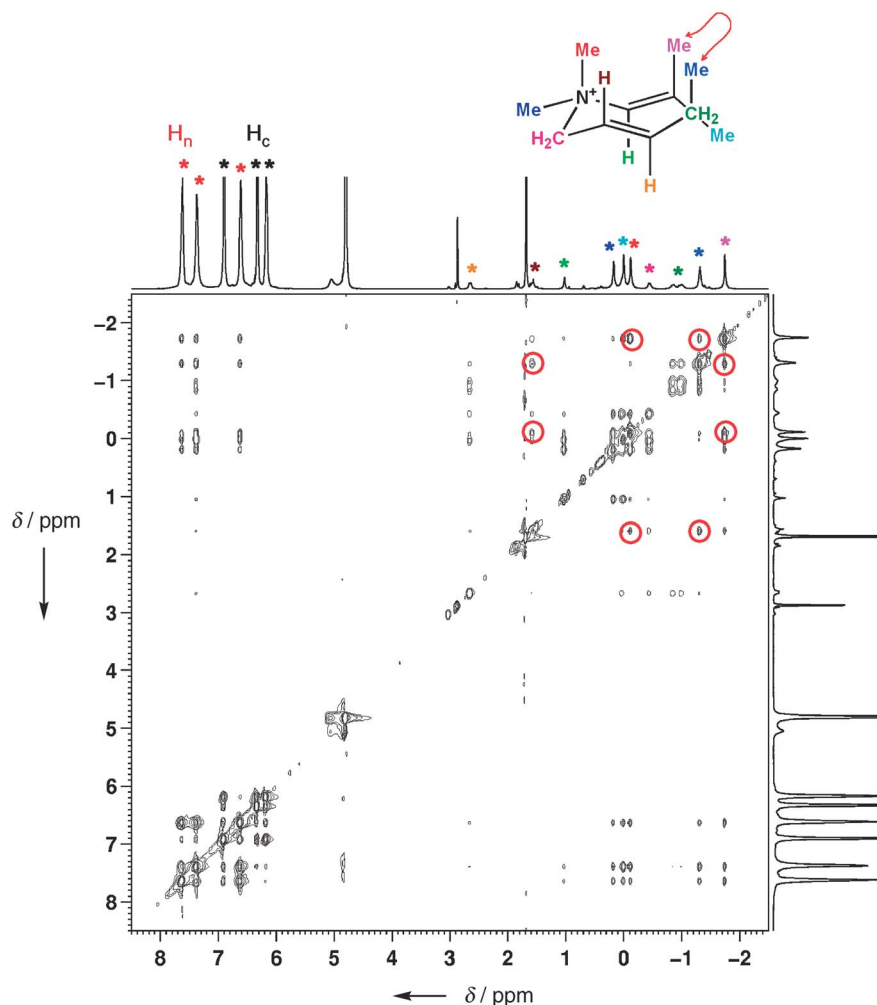 Me
Me
H
Me
N+
Me
CH2
H2C
Me
H
H
Hn
Hc
* * * * * *
* * * * * * * * * *
−2
−1
0
1
2
3
4
5
6
7
8
δ / ppm
8 7 6 5 4 3 2 1 0 −1 −2
δ / ppm